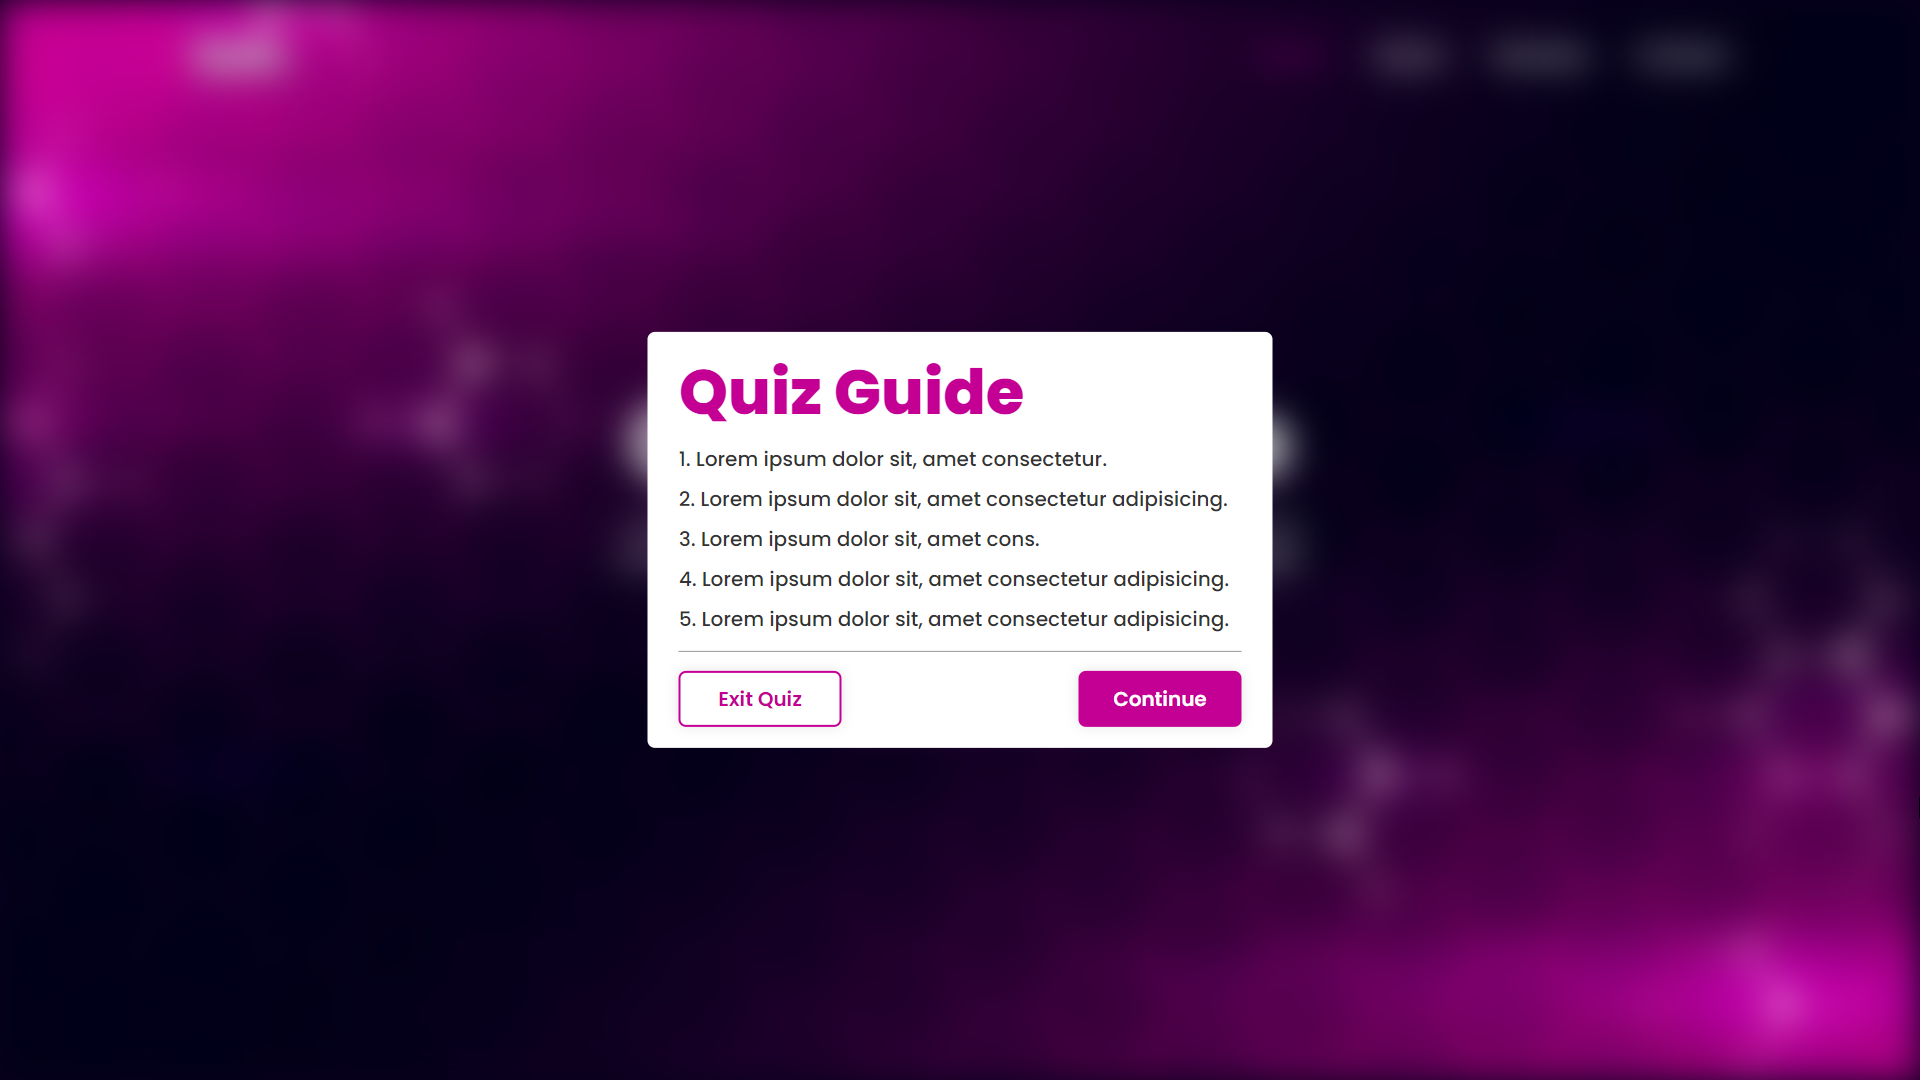 Quiz Guide
1. Lorem ipsum dolor sit, amet consectetur.
2. Lorem ipsum dolor sit, amet consectetur adipisicing.
3. Lorem ipsum dolor sit, amet cons.
4. Lorem ipsum dolor sit, amet consectetur adipisicing.
5. Lorem ipsum dolor sit, amet consectetur adipisicing.
Exit Quiz
Continue